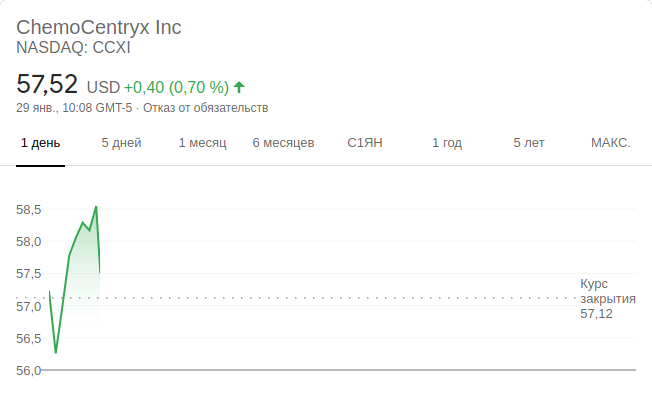 ChemoCentryx Inc
NASDAQ: CCXI
57,52 USD +0,40 (0,70 %)
29 янв., 10:08 GMT-5 · Отказ от обязательств
1 день 5 дней 1 месяц 6 месяцев С1ЯН 1 год 5 лет МАКС.
58,5
58,0
57,5
Курс
57,0 закрытия
57,12
56,5
56,0